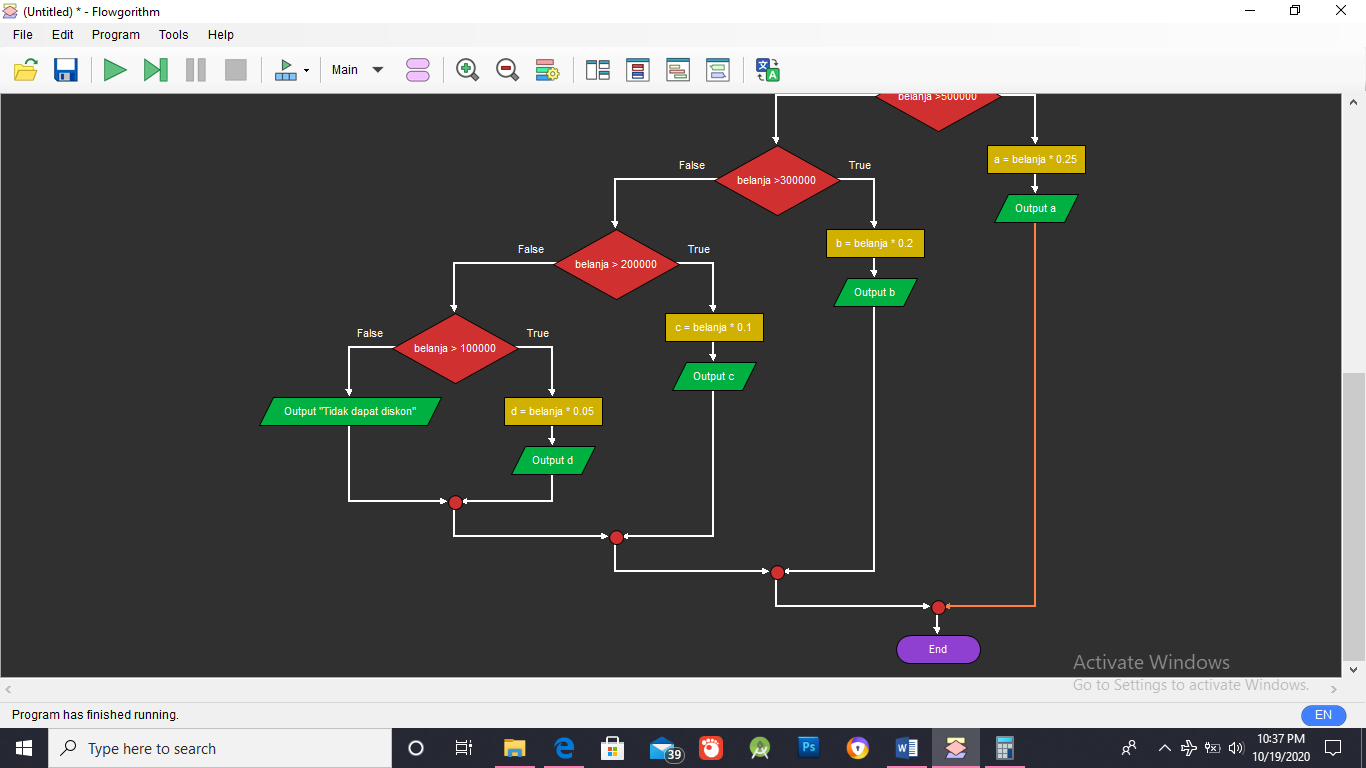 (Untitled) * - Flowgorithm
File Edit Program Tools Help
Main
belanja >500000
a = belanja * 0.25
Output a
False
True
belanja >300000
b = belanja * 0.2
Output b
False
True
belanja > 200000
c = belanja * 0.1
Output c
False
True
belanja > 100000
Output "Tidak dapat diskon"
d = belanja * 0.05
Output d
End
Activate Windows
Go to Settings to activate Windows.
Program has finished running.
EN
Type here to search
39
Ps
10:37 PM
10/19/2020